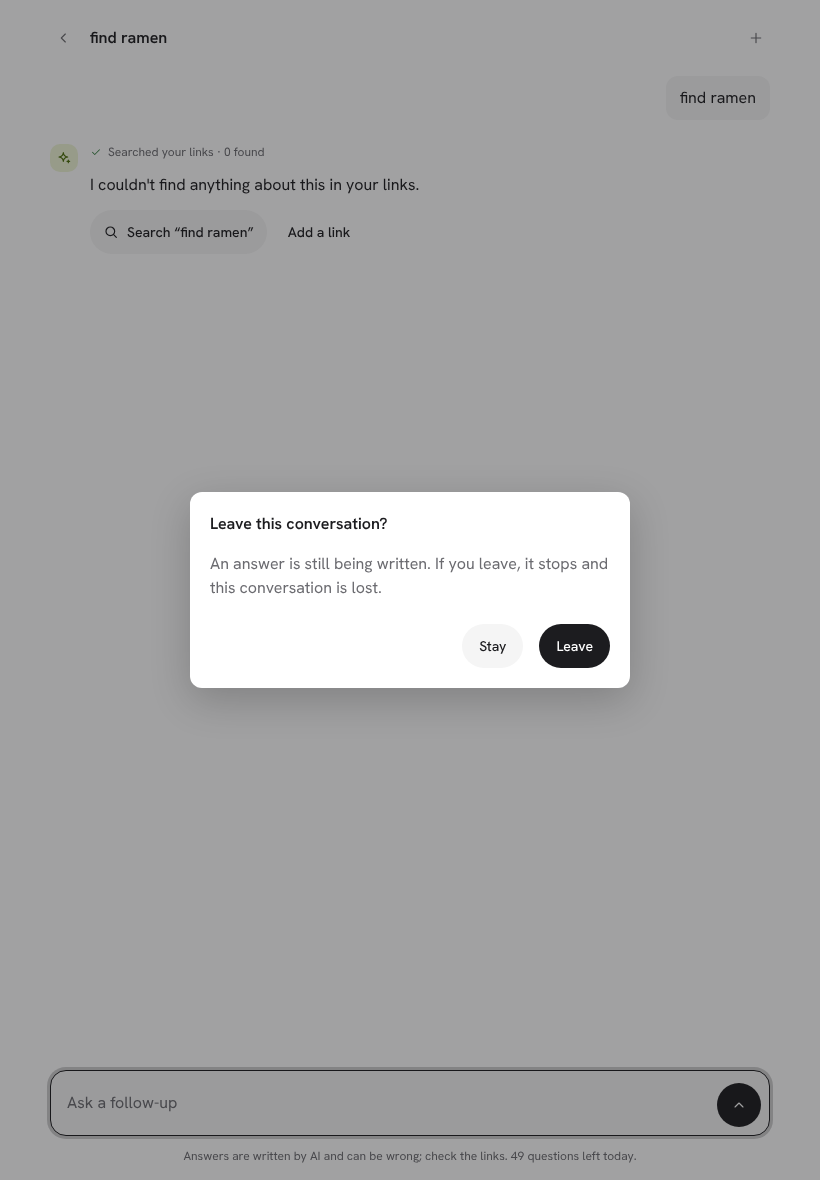 find ramen
find ramen
Searched your links · 0 found
I couldn't find anything about this in your links.
Search “find ramen”
Add a link
Leave this conversation?
An answer is still being written. If you leave, it stops and
this conversation is lost.
Stay
Leave
Ask a follow-up
Answers are written by AI and can be wrong; check the links. 49 questions left today.